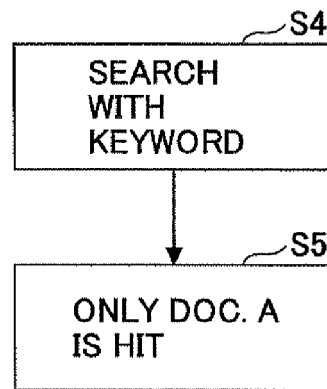 S4
SEARCH
WITH
KEYWORD
S5
ONLY DOC. A
IS HIT